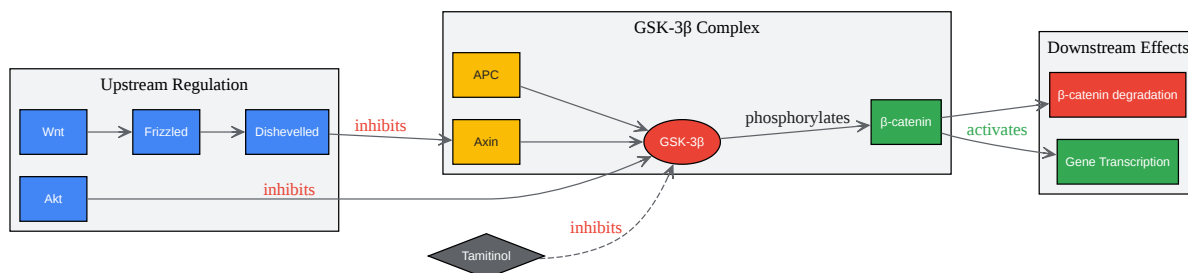 GSK-3β Complex
Upstream Regulation
Downstream Effects
APC
β-catenin degradation
Wnt
Frizzled
Dishevelled
inhibits
Axin
GSK-3β
phosphorylates
β-catenin
activates
Gene Transcription
Akt
inhibits
inhibits
Tamitinol